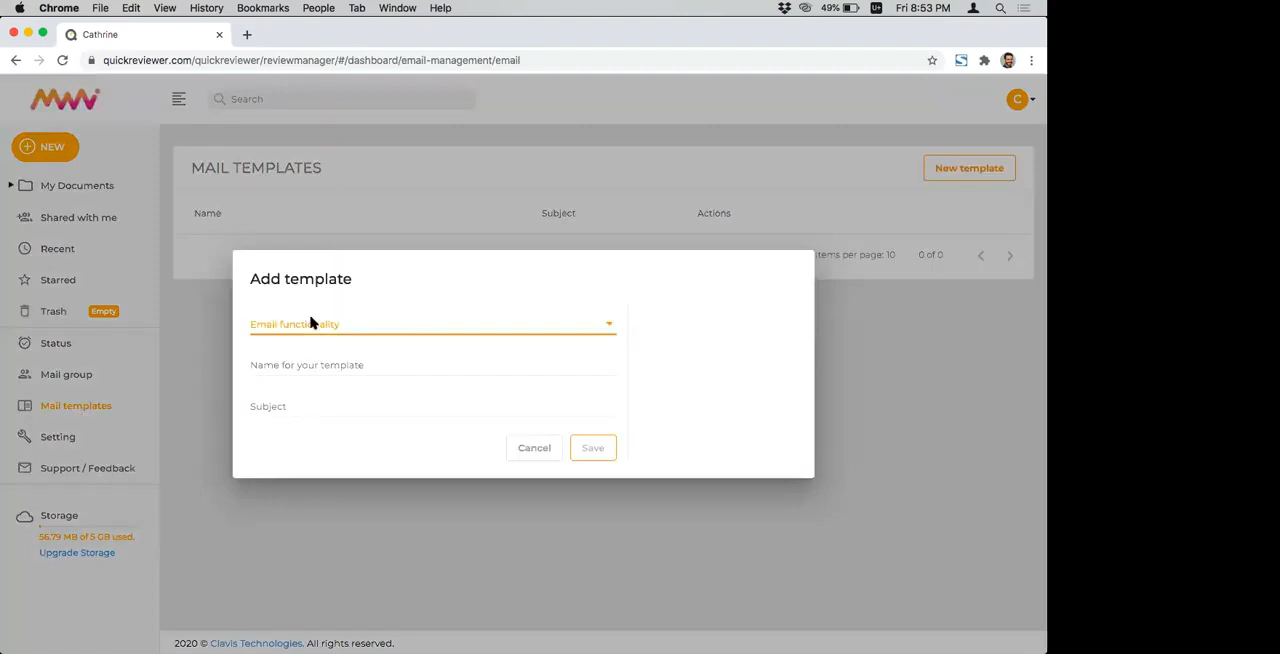 Chrome File Edit View History Bookmarks People Tab Window Help 49% U+ Fri 8:53 PM
Cathrine
quickreviewer.com/quickreviewer/reviewmanager/#/dashboard/email-management/email
Search
C
NEW
My Documents
Shared with me
Recent
Starred
Trash Empty
Status
Mail group
Mail templates
Setting
Support / Feedback
Storage
56.79 MB of 5 GB used.
Upgrade Storage
MAIL TEMPLATES
New template
Name Subject Actions
tems per page: 10 0 of 0
Add template
Email functionality
Name for your template
Subject
Cancel Save
2020 © Clavis Technologies. All rights reserved.